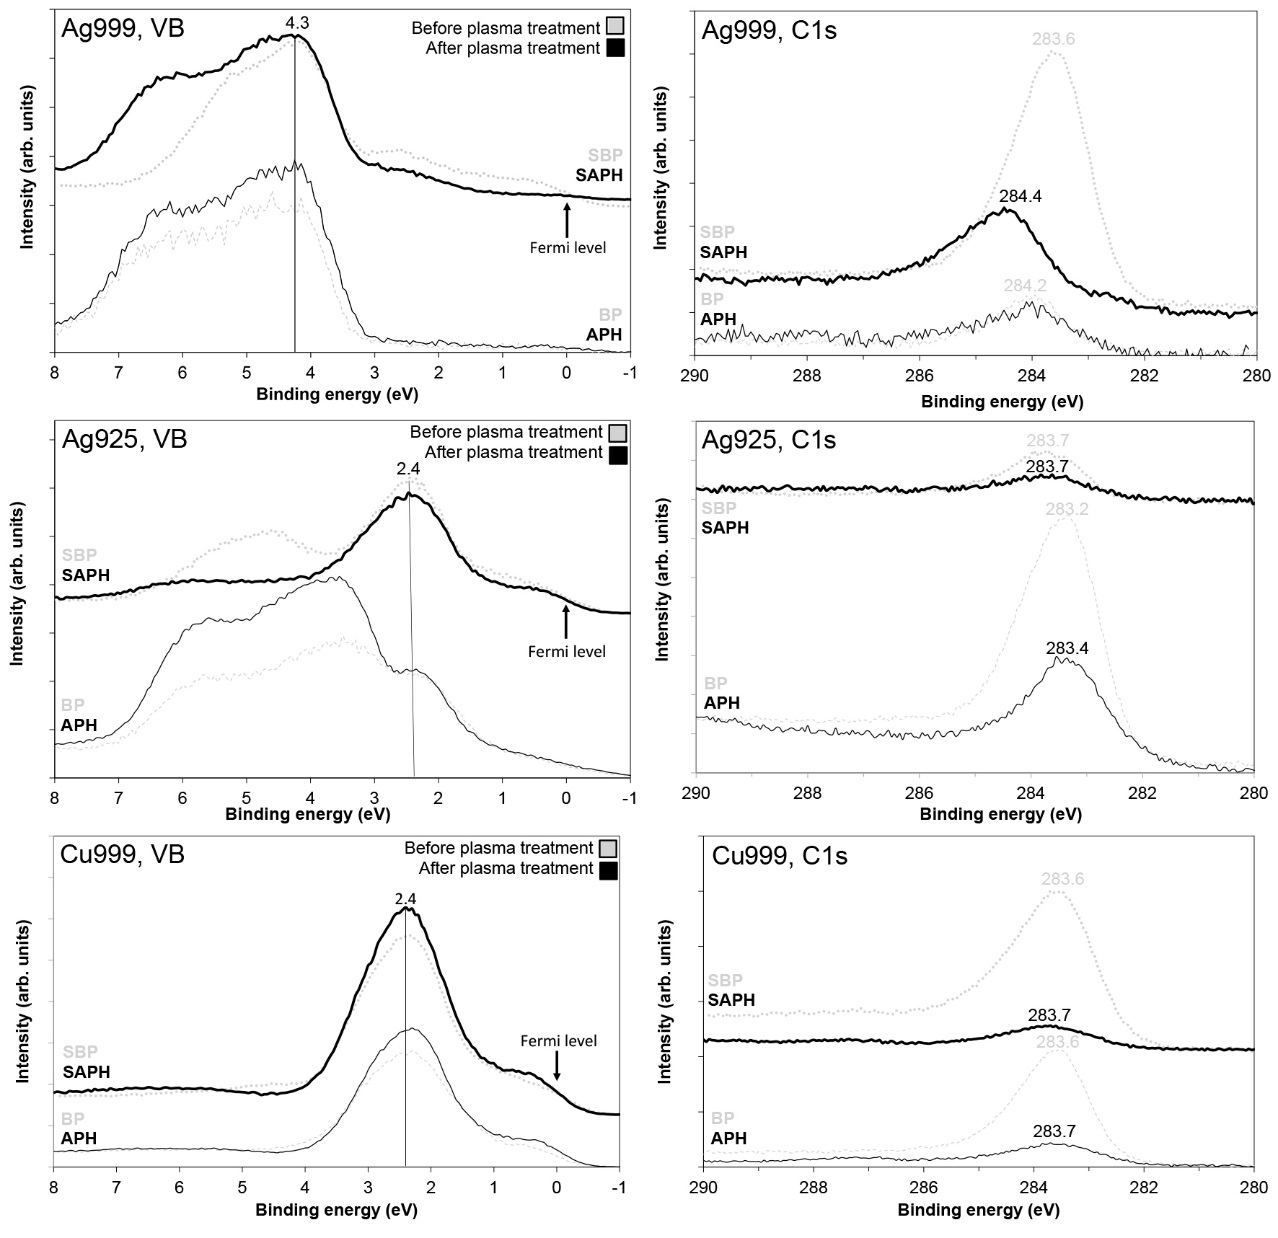 Ag999, VB
4.3
Before plasma treatment
After plasma treatment
Intensity (arb. units)
SBP
SAPH
Fermi level
BP
APH
8 7 6 5 4 3 2 1 0 -1
Binding energy (eV)
Ag999, C1s
283.6
Intensity (arb. units)
284.4
SBP
SAPH
284.2
BP
APH
290 288 286 284 282 280
Binding energy (eV)
Ag925, VB
Before plasma treatment
After plasma treatment
2.4
Intensity (arb. units)
SBP
SAPH
Fermi level
BP
APH
8 7 6 5 4 3 2 1 0 -1
Binding energy (eV)
Ag925, C1s
283.7
283.7
SBP
SAPH
283.2
Intensity (arb. units)
283.4
BP
APH
290 288 286 284 282 280
Binding energy (eV)
Cu999, VB
Before plasma treatment
After plasma treatment
2.4
Intensity (arb. units)
Fermi level
SBP
SAPH
BP
APH
8 7 6 5 4 3 2 1 0 -1
Binding energy (eV)
Cu999, C1s
283.6
Intensity (arb. units)
SBP
SAPH
283.7
283.6
BP
APH
283.7
290 288 286 284 282 280
Binding energy (eV)